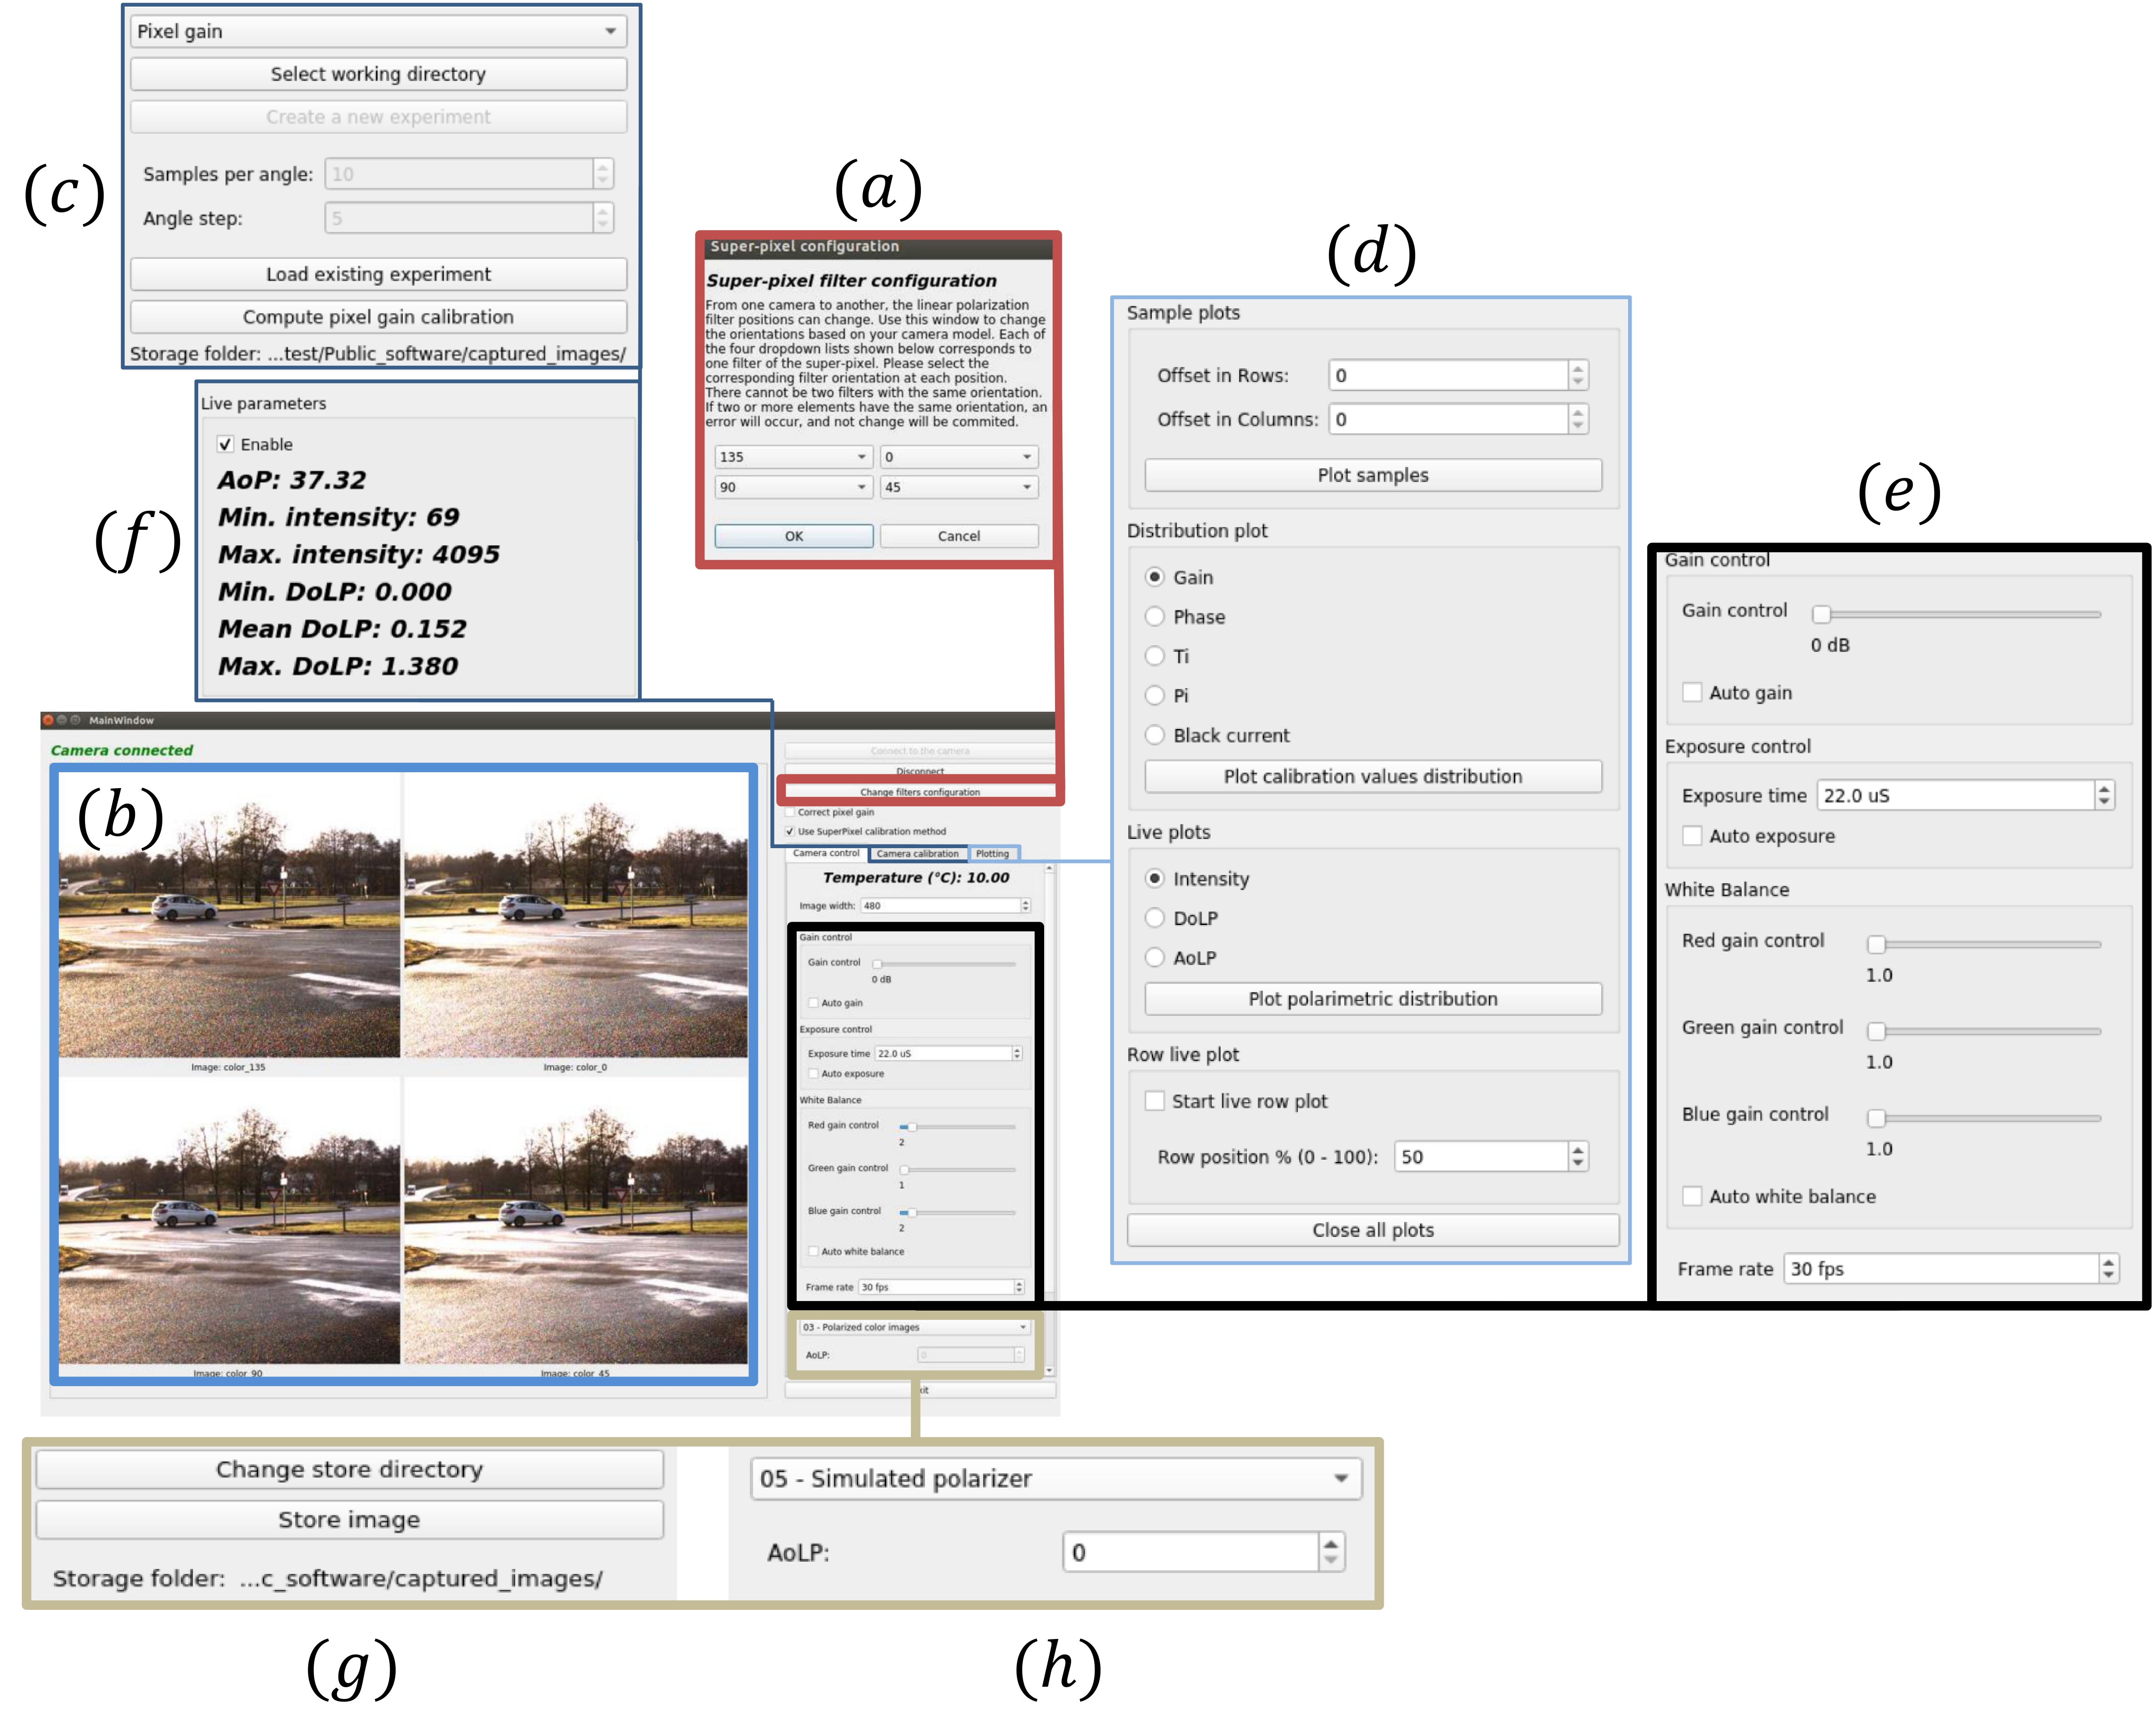 (c)
Pixel gain
Select working directory
Create a new experiment
Samples per angle: 10
Angle step: 5
Load existing experiment
Compute pixel gain calibration
Storage folder: ...test/Public_software/captured_images/
(f)
Live parameters
Enable
AoP: 37.32
Min. intensity: 69
Max. intensity: 4095
Min. DoLP: 0.000
Mean DoLP: 0.152
Max. DoLP: 1.380
(a)
Super-pixel configuration
Super-pixel filter configuration
From one camera to another, the linear polarization
filter positions can change. Use this window to change
the orientations based on your camera model. Each of
the four dropdown lists shown below corresponds to
one filter of the super-pixel. Please select the
corresponding filter orientation at each position.
There cannot be two filters with the same orientation.
If two or more elements have the same orientation, an
error will occur, and not change will be commited.
135 0
90 45
OK Cancel
(d)
Sample plots
Offset in Rows: 0
Offset in Columns: 0
Plot samples
Distribution plot
Gain
Phase
Ti
Pi
Black current
Plot calibration values distribution
Live plots
Intensity
DoLP
AoLP
Plot polarimetric distribution
Row live plot
Start live row plot
Row position % (0 - 100): 50
Close all plots
(e)
Gain control
Gain control
0 dB
Auto gain
Exposure control
Exposure time 22.0 uS
Auto exposure
White Balance
Red gain control
1.0
Green gain control
1.0
Blue gain control
1.0
Auto white balance
Frame rate 30 fps
MainWindow
Camera connected
(b)
Image: color_135
Image: color_0
Image: color_90
Image: color_45
Connect to the camera
Disconnect
Change filters configuration
Correct pixel gain
Use SuperPixel calibration method
Camera control Camera calibration Plotting
Temperature (°C): 10.00
Image width: 480
Gain control
Gain control
0 dB
Auto gain
Exposure control
Exposure time 22.0 uS
Auto exposure
White Balance
Red gain control
2
Green gain control
1
Blue gain control
2
Auto white balance
Frame rate 30 fps
03 - Polarized color images
AoLP: 0
xit
Change store directory
Store image
Storage folder: ...c_software/captured_images/
(g)
05 - Simulated polarizer
AoLP: 0
(h)